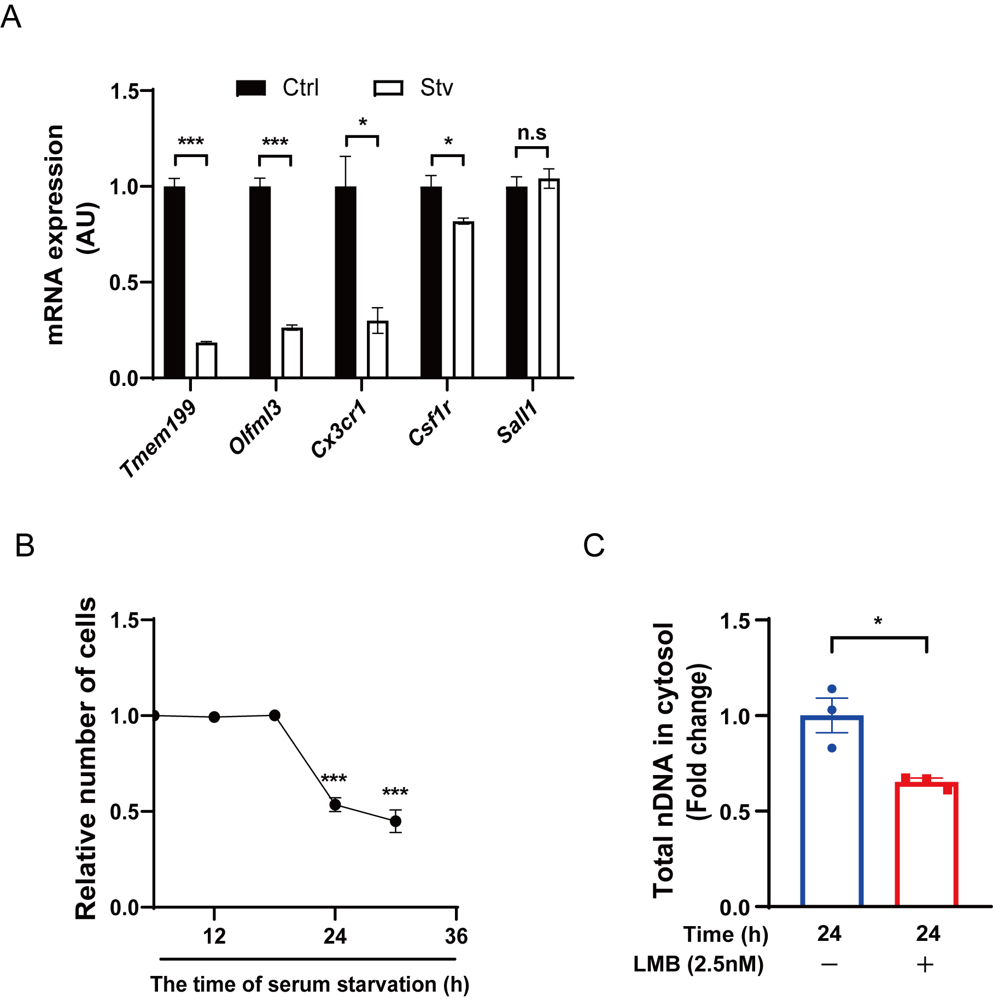 A
Ctrl
Stv
mRNA expression
(AU)
1.5
1.0
0.5
0.0
***
***
*
*
n.s
Tmem199
Olfml3
Cx3cr1
Csf1r
Sall1
B
Relative number of cells
1.5
1.0
0.5
0.0
***
***
12
24
36
The time of serum starvation (h)
C
Total nDNA in cytosol
(Fold change)
1.5
1.0
0.5
0.0
*
Time (h) 24 24
LMB (2.5nM) − +